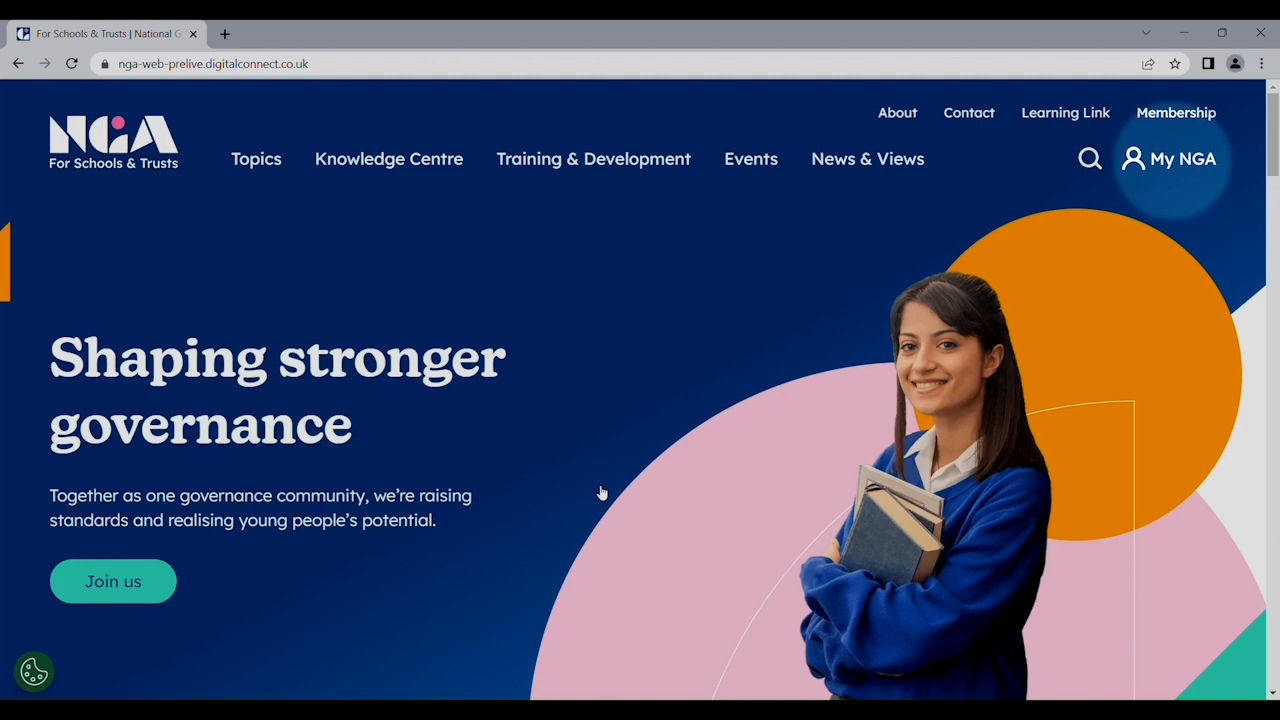 For Schools & Trusts | National G
nga-web-prelive.digitalconnect.co.uk
About Contact Learning Link Membership
NGA
For Schools & Trusts
Topics Knowledge Centre Training & Development Events News & Views My NGA
Shaping stronger
governance
Together as one governance community, we’re raising
standards and realising young people’s potential.
Join us